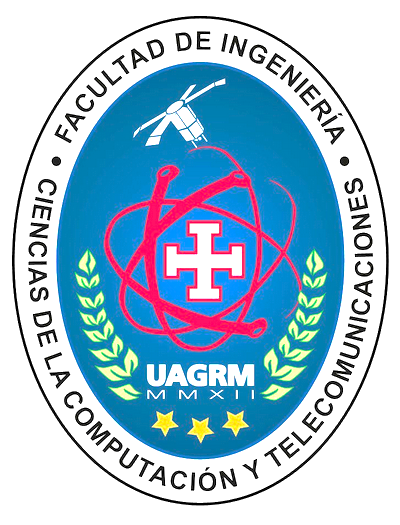 • FACULTAD DE INGENIERÍA •
CIENCIAS DE LA COMPUTACIÓN Y TELECOMUNICACIONES
UAGRM
MMXII